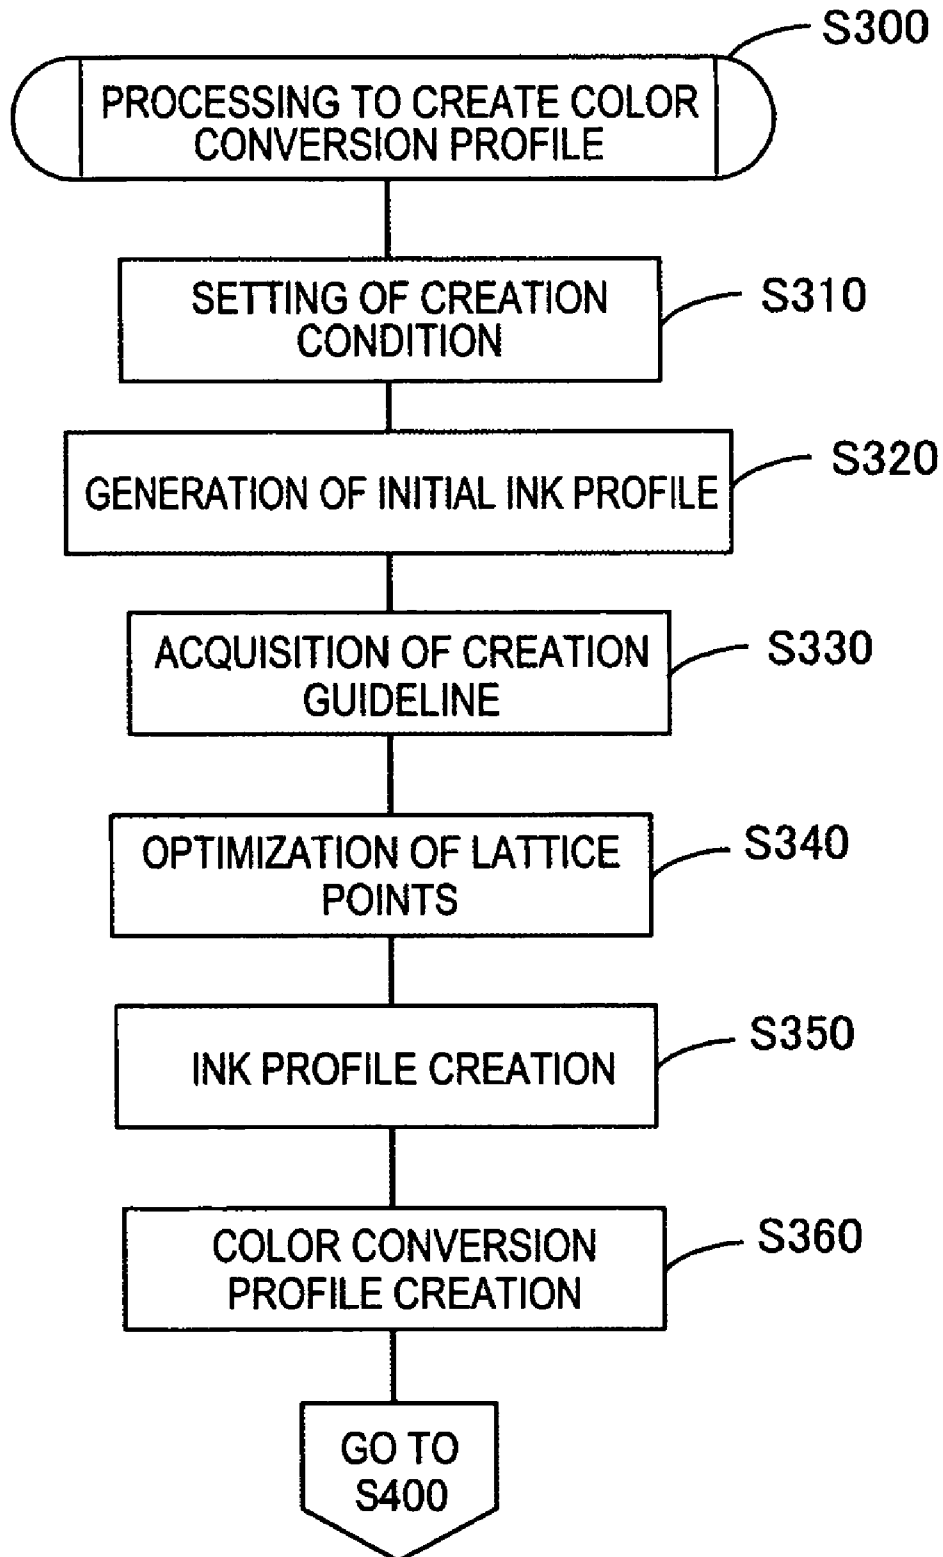 S300
PROCESSING TO CREATE COLOR
CONVERSION PROFILE
SETTING OF CREATION
CONDITION
S310
GENERATION OF INITIAL INK PROFILE
S320
ACQUISITION OF CREATION
GUIDELINE
S330
OPTIMIZATION OF LATTICE
POINTS
S340
INK PROFILE CREATION
S350
COLOR CONVERSION
PROFILE CREATION
S360
GO TO
S400